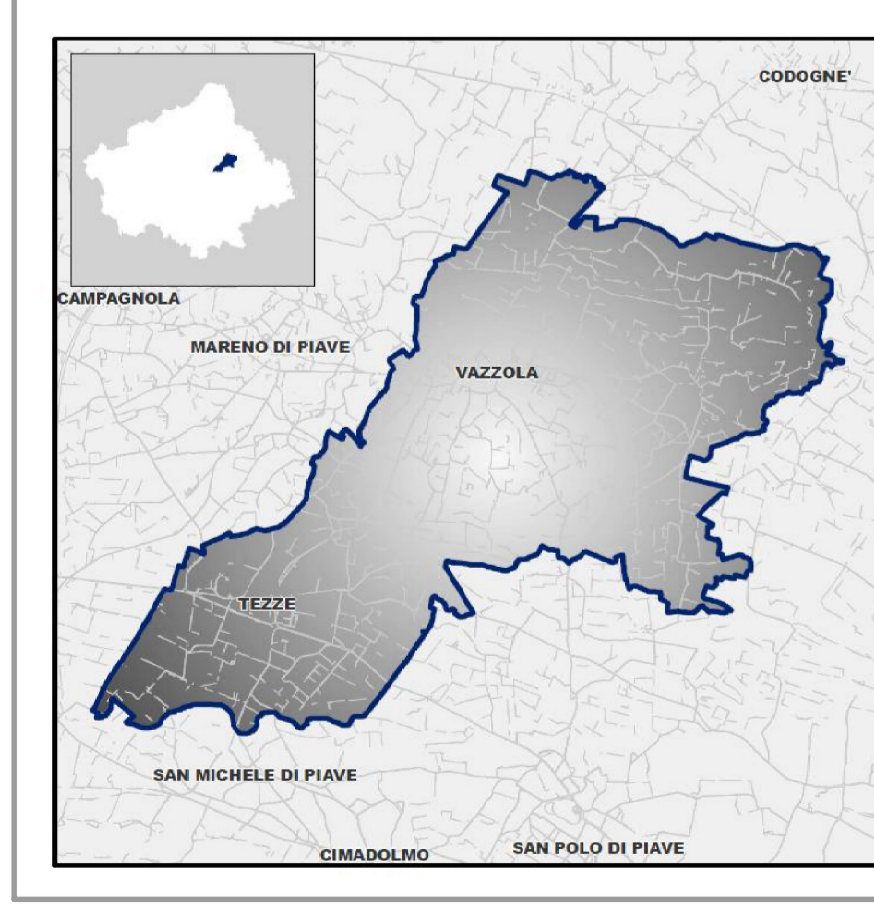 CODOGNE'
CAMPAGNOLA
MARENO DI PIAVE
VAZZOLA
TEZZE
SAN MICHELE DI PIAVE
SAN POLO DI PIAVE
CIMADOLMO